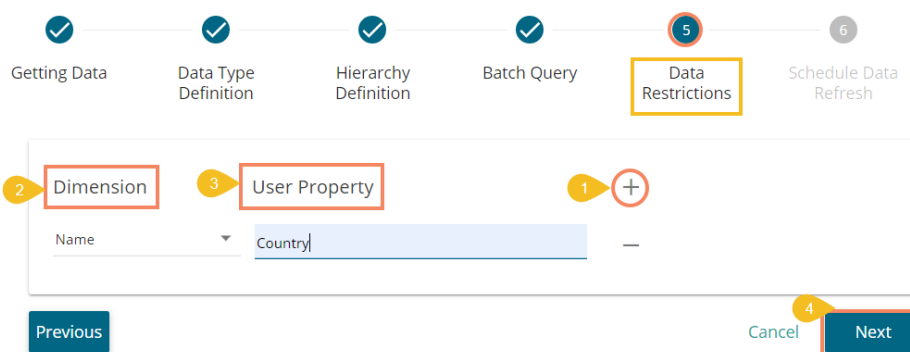 5 6
Getting Data Data Type Hierarchy Batch Query Data Schedule Data
Definition Definition Restrictions Refresh
2 Dimension 3 User Property 1 +
Name Country −
4
Previous Cancel Next